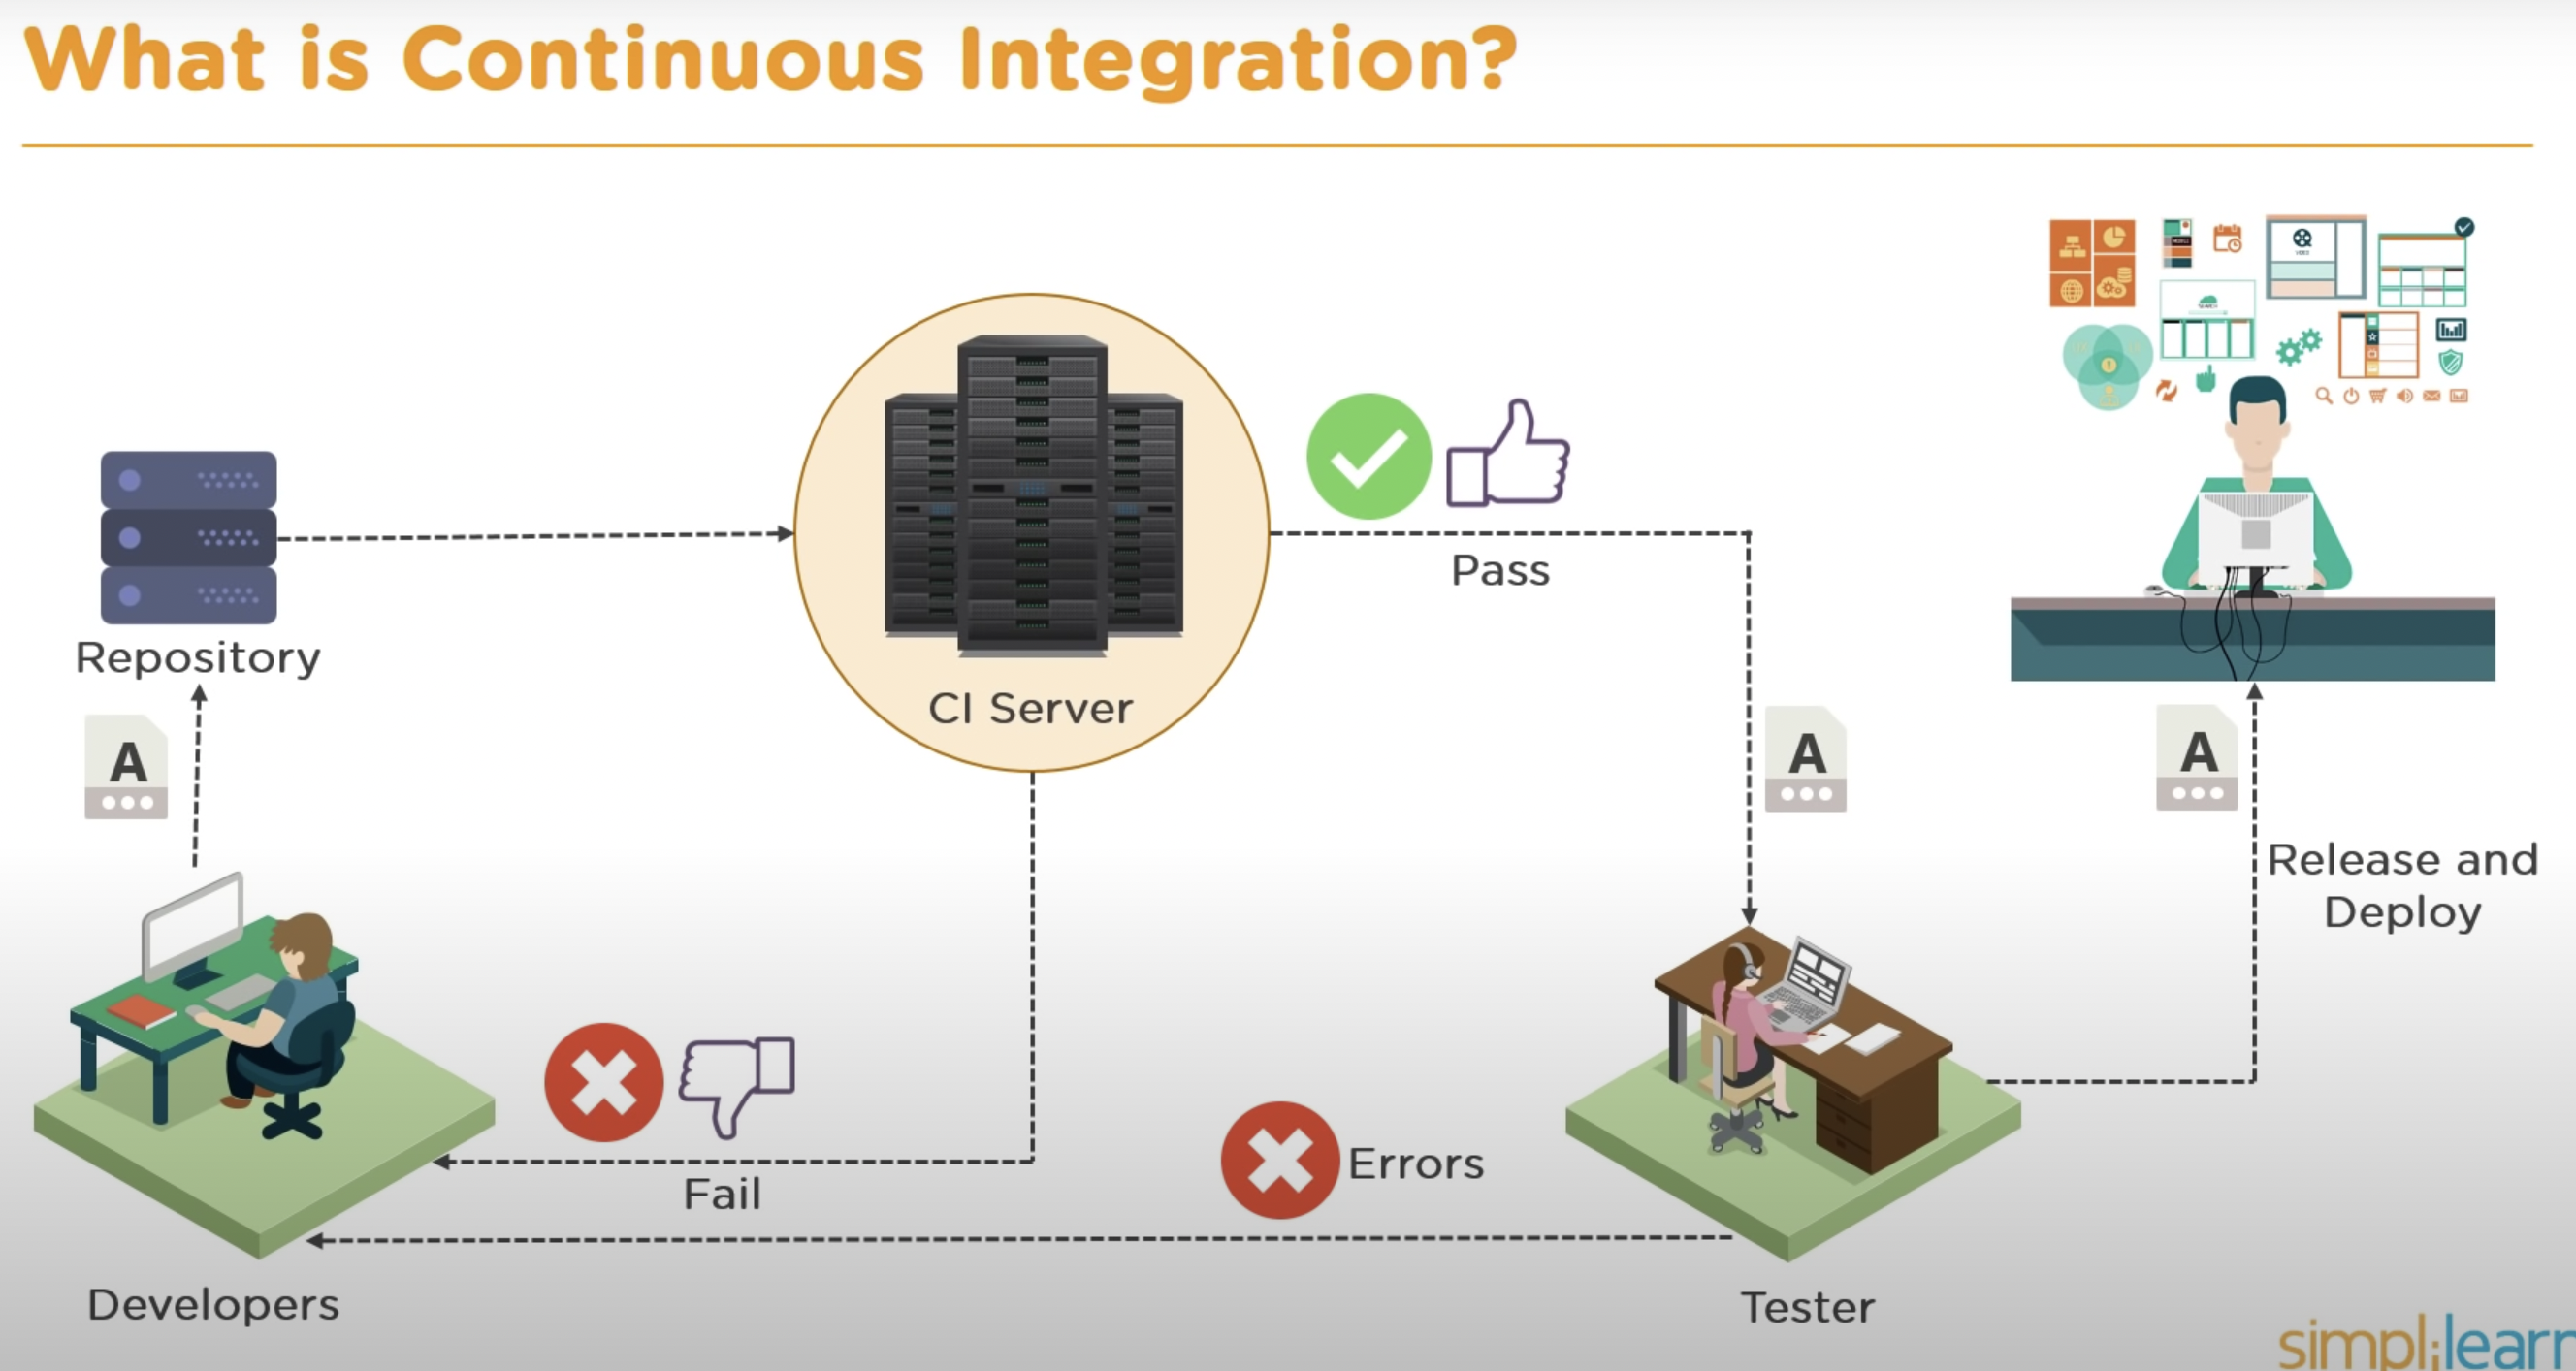 What is Continuous Integration?
Repository
A
CI Server
Pass
A
A
Release and
Deploy
Fail
Errors
Developers
Tester
simplilearn